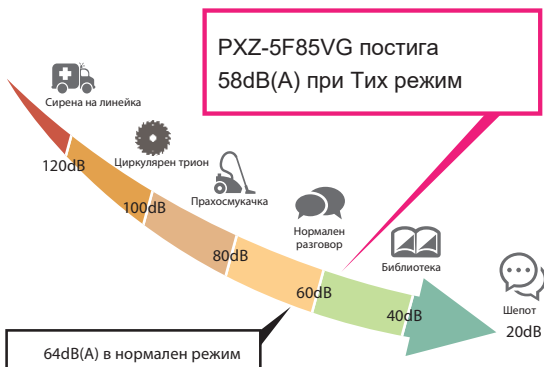 PXZ-5F85VG постига
58dB(A) при Тих режим
Сирена на линейка
120dB
Циркулярен трион
100dB
Прахосмукачка
80dB
Нормален
разговор
60dB
Библиотека
40dB
Шепот
20dB
64dB(A) в нормален режим